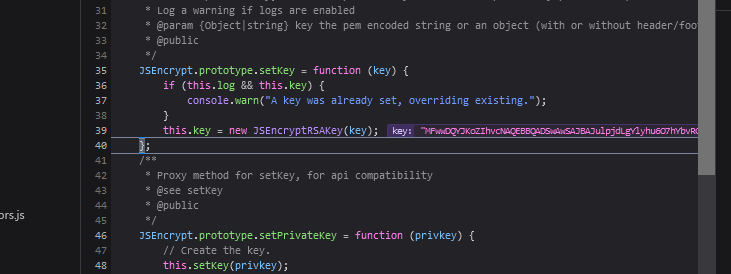 31 * Log a warning if logs are enabled
32 * @param {Object|string} key the pem encoded string or an object (with or without header/foo
33 * @public
34 */
35 JSEncrypt.prototype.setKey = function (key) {
36 if (this.log && this.key) {
37 console.warn("A key was already set, overriding existing.");
38 }
39 this.key = new JSEncryptRSAKey(key); key:
40 };
41 /**
42 * Proxy method for setKey, for api compatibility
43 * @see setKey
44 * @public
45 */
ors.js
46 JSEncrypt.prototype.setPrivateKey = function (privkey) {
47 // Create the key.
48 this.setKey(privkey);